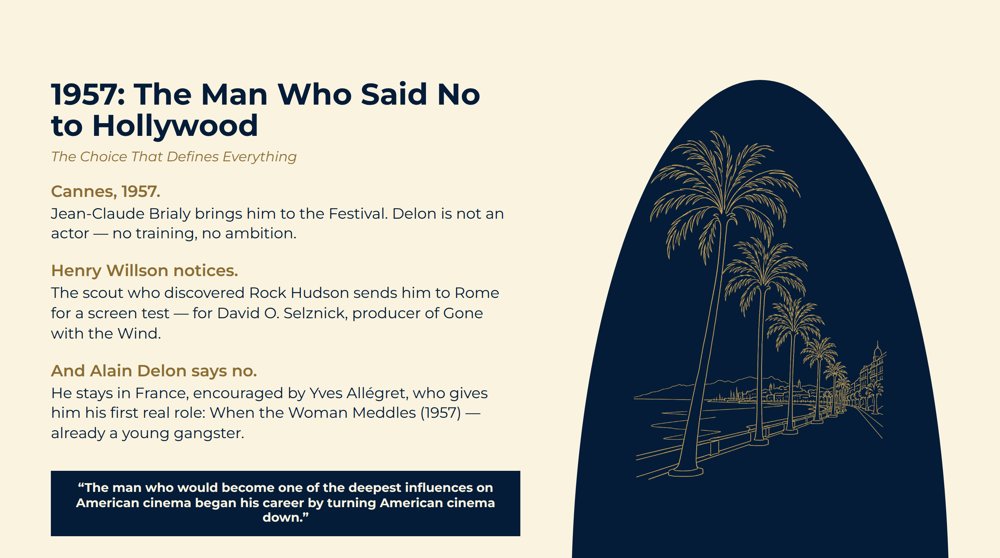 1957: The Man Who Said No
to Hollywood
The Choice That Defines Everything
Cannes, 1957.
Jean-Claude Brialy brings him to the Festival. Delon is not an
actor — no training, no ambition.
Henry Willson notices.
The scout who discovered Rock Hudson sends him to Rome
for a screen test — for David O. Selznick, producer of Gone
with the Wind.
And Alain Delon says no.
He stays in France, encouraged by Yves Allégret, who gives
him his first real role: When the Woman Meddles (1957) —
already a young gangster.
“The man who would become one of the deepest influences on
American cinema began his career by turning American cinema
down.”